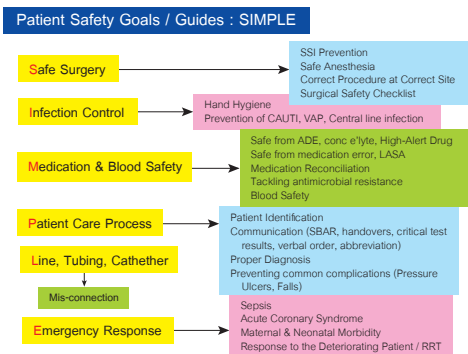 Patient Safety Goals / Guides : SIMPLE
Safe Surgery
SSI Prevention
Safe Anesthesia
Correct Procedure at Correct Site
Surgical Safety Checklist
Infection Control
Hand Hygiene
Prevention of CAUTI, VAP, Central line infection
Medication & Blood Safety
Safe from ADE, conc e'lyte, High-Alert Drug
Safe from medication error, LASA
Medication Reconciliation
Tackling antimicrobial resistance
Blood Safety
Patient Care Process
Patient Identification
Communication (SBAR, handovers, critical test
results, verbal order, abbreviation)
Proper Diagnosis
Preventing common complications (Pressure
Ulcers, Falls)
Line, Tubing, Cathether
Mis-connection
Emergency Response
Sepsis
Acute Coronary Syndrome
Maternal & Neonatal Morbidity
Response to the Deteriorating Patient / RRT